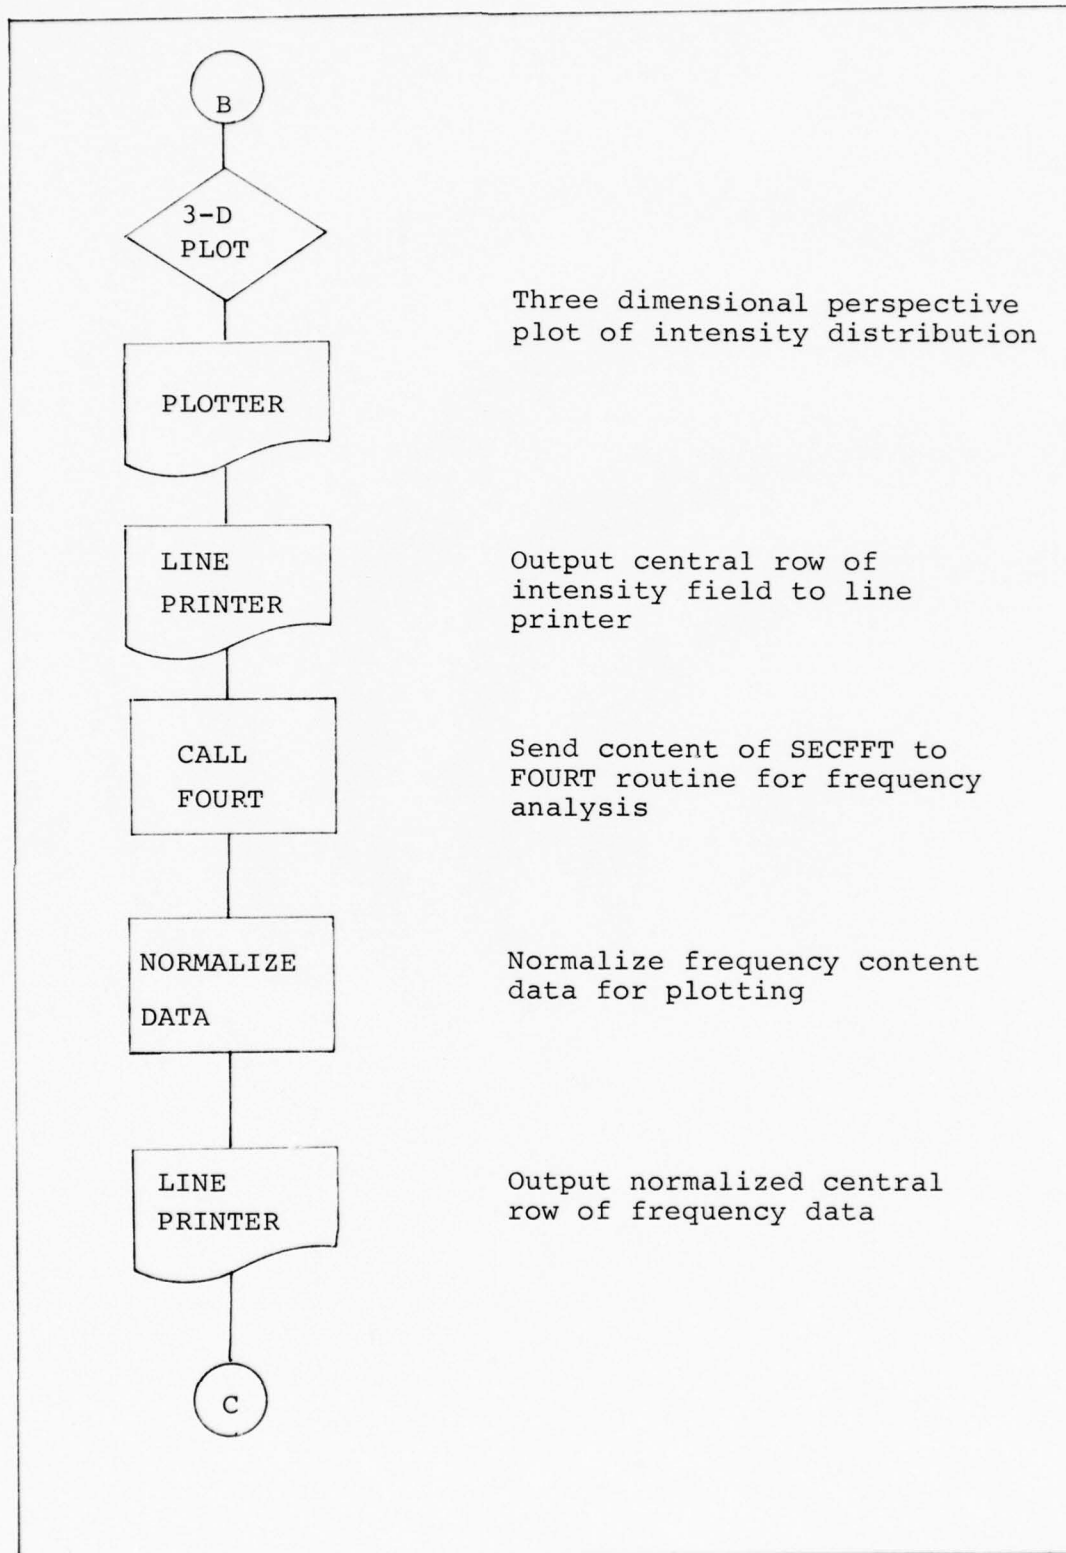 B
3-D
PLOT
Three dimensional perspective
plot of intensity distribution
PLOTTER
LINE
PRINTER
Output central row of
intensity field to line
printer
CALL
FOURT
Send content of SECFFT to
FOURT routine for frequency
analysis
NORMALIZE
DATA
Normalize frequency content
data for plotting
LINE
PRINTER
Output normalized central
row of frequency data
C